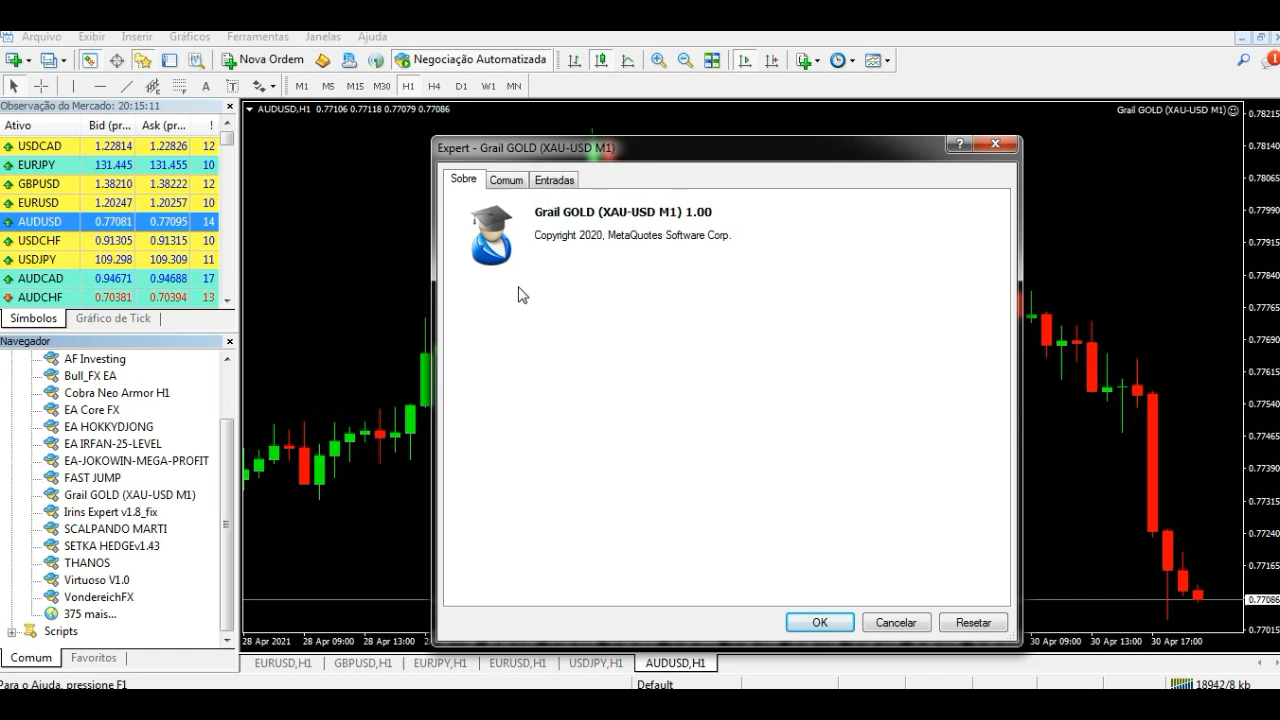 Arquivo Exibir Inserir Gráficos Ferramentas Janelas Ajuda
Nova Ordem Negociação Automatizada
M1 M5 M15 M30 H1 H4 D1 W1 MN
Observação do Mercado: 20:15:11
Ativo Bid (pr... Ask (pr... !
USDCAD 1.22814 1.22826 12
EURJPY 131.445 131.455 10
GBPUSD 1.38210 1.38222 12
EURUSD 1.20247 1.20257 10
AUDUSD 0.77081 0.77095 14
USDCHF 0.91305 0.91315 10
USDJPY 109.298 109.309 11
AUDCAD 0.94671 0.94688 17
AUDCHF 0.70381 0.70394 13
Símbolos Gráfico de Tick
Navegador
AF Investing
Bull_FX EA
Cobra Neo Armor H1
EA Core FX
EA HOKKYDJONG
EA IRFAN-25-LEVEL
EA-JOKOWIN-MEGA-PROFIT
FAST JUMP
Grail GOLD (XAU-USD M1)
Irins Expert v1.8_fix
SCALPANDO MARTI
SETKA HEDGEv1.43
THANOS
Virtuoso V1.0
VondereichFX
375 mais...
Scripts
Comum Favoritos
AUDUSD,H1 0.77106 0.77118 0.77079 0.77086
Grail GOLD (XAU-USD M1)
Expert - Grail GOLD (XAU-USD M1)
Sobre Comum Entradas
Grail GOLD (XAU-USD M1) 1.00
Copyright 2020, MetaQuotes Software Corp.
OK Cancelar Resetar
0.78215
0.78140
0.78065
0.77990
0.77915
0.77840
0.77765
0.77690
0.77615
0.77540
0.77465
0.77390
0.77315
0.77240
0.77165
0.77086
0.77015
28 Apr 2021 28 Apr 09:00 28 Apr 13:00 30 Apr 09:00 30 Apr 13:00 30 Apr 17:00
EURUSD,H1 GBPUSD,H1 EURJPY,H1 EURUSD,H1 USDJPY,H1 AUDUSD,H1
Para o Ajuda, pressione F1 Default 18942/8 kb